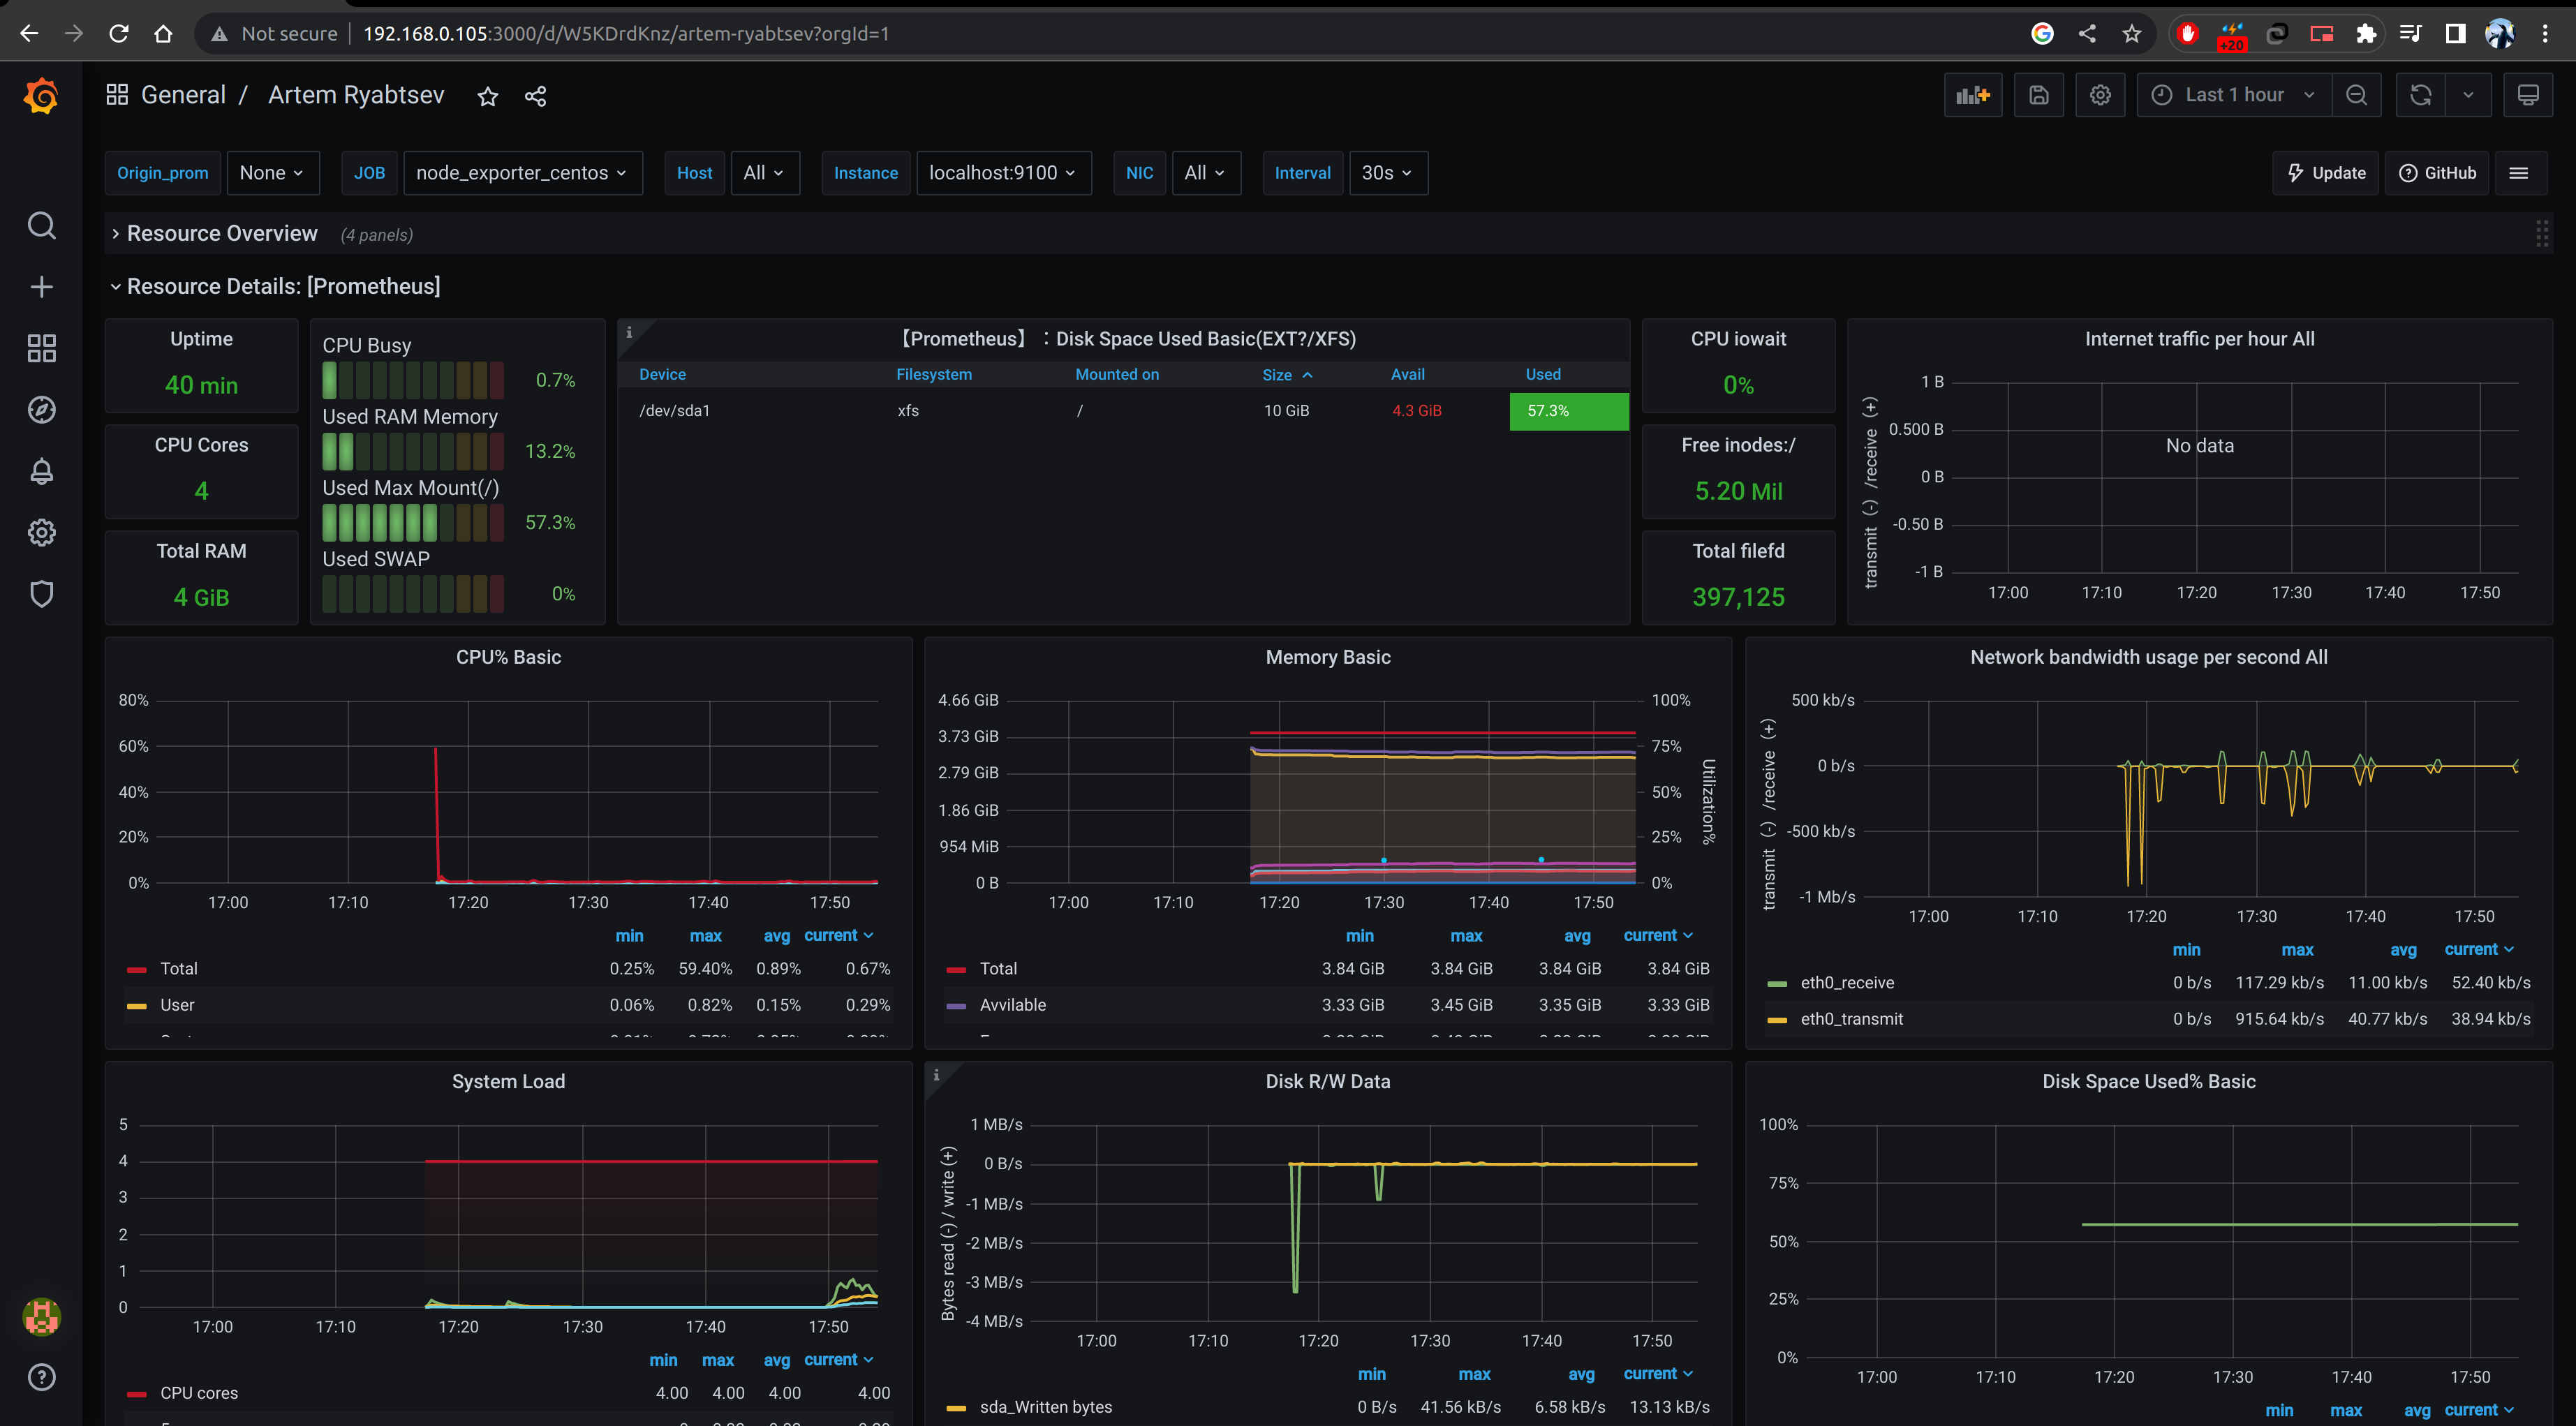 Not secure
192.168.0.105:3000/d/W5KDrdKnz/artem-ryabtsev?orgId=1
+20
General / Artem Ryabtsev
Last 1 hour
Origin_prom None JOB node_exporter_centos Host All Instance localhost:9100 NIC All Interval 30s
Update GitHub
Resource Overview (4 panels)
Resource Details: [Prometheus]
Uptime
40 min
CPU Cores
4
Total RAM
4 GiB
CPU Busy
0.7%
Used RAM Memory
13.2%
Used Max Mount(/)
57.3%
Used SWAP
0%
【Prometheus】：Disk Space Used Basic(EXT?/XFS)
Device Filesystem Mounted on Size Avail Used
/dev/sda1 xfs / 10 GiB 4.3 GiB 57.3%
CPU iowait
0%
Free inodes:/
5.20 Mil
Total filefd
397,125
Internet traffic per hour All
transmit (-) /receive (+)
1 B
0.500 B
0 B
-0.50 B
-1 B
No data
17:00 17:10 17:20 17:30 17:40 17:50
CPU% Basic
80%
60%
40%
20%
0%
17:00 17:10 17:20 17:30 17:40 17:50
min max avg current
Total 0.25% 59.40% 0.89% 0.67%
User 0.06% 0.82% 0.15% 0.29%
Memory Basic
4.66 GiB
3.73 GiB
2.79 GiB
1.86 GiB
954 MiB
0 B
100%
75%
50%
25%
0%
Utilization%
17:00 17:10 17:20 17:30 17:40 17:50
min max avg current
Total 3.84 GiB 3.84 GiB 3.84 GiB 3.84 GiB
Avvilable 3.33 GiB 3.45 GiB 3.35 GiB 3.33 GiB
Network bandwidth usage per second All
transmit (-) /receive (+)
500 kb/s
0 b/s
-500 kb/s
-1 Mb/s
17:00 17:10 17:20 17:30 17:40 17:50
min max avg current
eth0_receive 0 b/s 117.29 kb/s 11.00 kb/s 52.40 kb/s
eth0_transmit 0 b/s 915.64 kb/s 40.77 kb/s 38.94 kb/s
System Load
5
4
3
2
1
0
17:00 17:10 17:20 17:30 17:40 17:50
min max avg current
CPU cores 4.00 4.00 4.00 4.00
Disk R/W Data
Bytes read (-) / write (+)
1 MB/s
0 B/s
-1 MB/s
-2 MB/s
-3 MB/s
-4 MB/s
17:00 17:10 17:20 17:30 17:40 17:50
min max avg current
sda_Written bytes 0 B/s 41.56 kB/s 6.58 kB/s 13.13 kB/s
Disk Space Used% Basic
100%
75%
50%
25%
0%
17:00 17:10 17:20 17:30 17:40 17:50
min max avg current